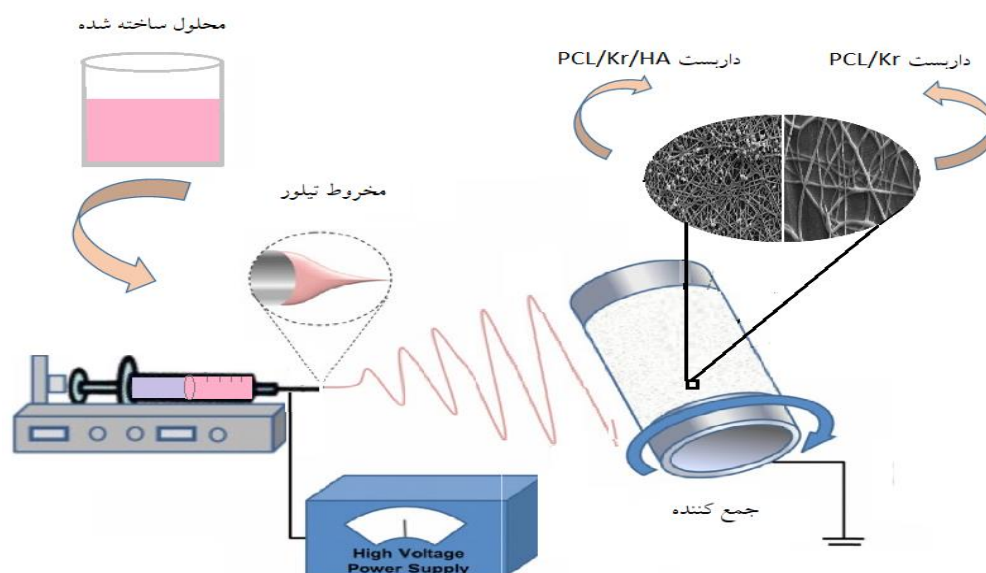 محلول ساخته شده
داربست PCL/Kr/HA
داربست PCL/Kr
مخروط تیلور
جمع کننده
High Voltage
Power Supply